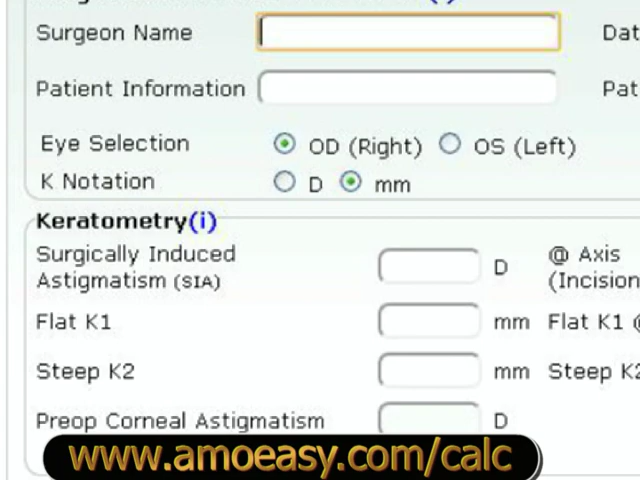 Surgeon Name Dat
Patient Information Pat
Eye Selection OD (Right) OS (Left)
K Notation D mm
Keratometry(i)
Surgically Induced Astigmatism (SIA) D @ Axis (Incision
Flat K1 mm Flat K1 @
Steep K2 mm Steep K2
Preop Corneal Astigmatism D
www.amoeasy.com/calc